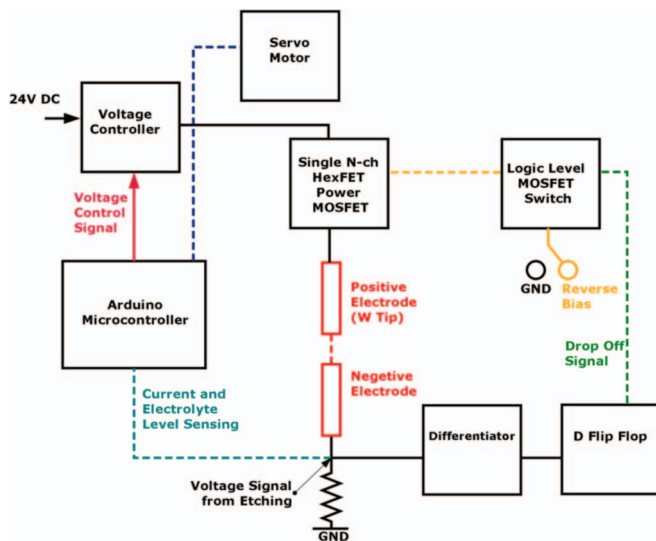 Servo
Motor
24V DC
Voltage
Controller
Single N-ch
HexFET
Power
MOSFET
Logic Level
MOSFET
Switch
Voltage
Control
Signal
GND
Reverse
Bias
Arduino
Microcontroller
Positive
Electrode
(W Tip)
Drop Off
Signal
Negetive
Electrode
Current and
Electrolyte
Level Sensing
Differentiator
D Flip Flop
Voltage Signal
from Etching
GND